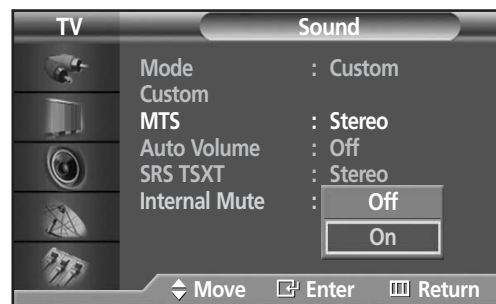 TV Sound
Mode : Custom
Custom
MTS : Stereo
Auto Volume : Off
SRS TSXT : Stereo
Internal Mute :
Off
On
Move Enter Return